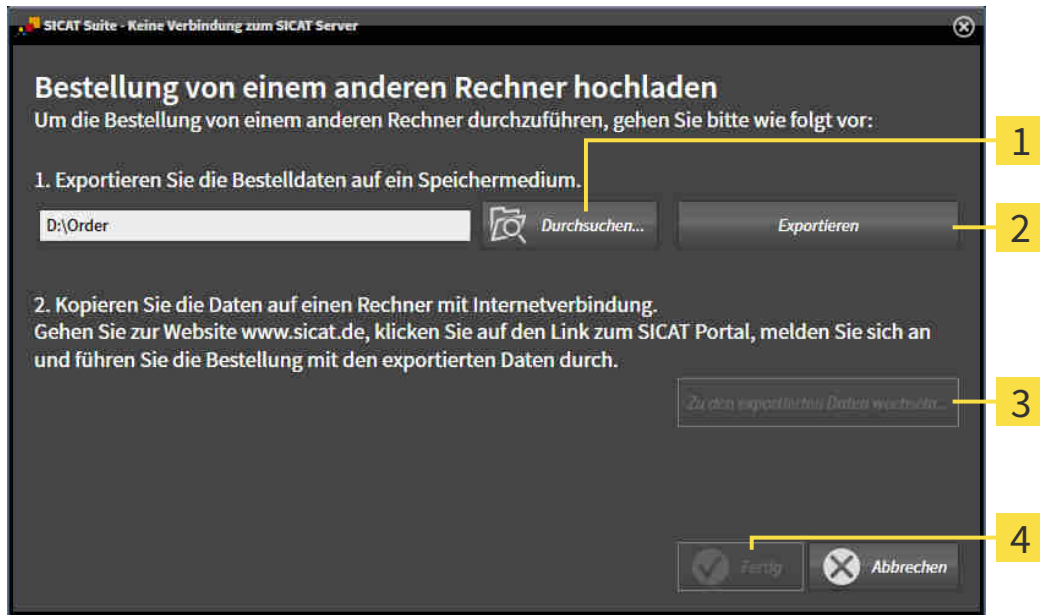 SICAT Suite - Keine Verbindung zum SICAT Server
Bestellung von einem anderen Rechner hochladen
Um die Bestellung von einem anderen Rechner durchzuführen, gehen Sie bitte wie folgt vor:
1
1. Exportieren Sie die Bestelldaten auf ein Speichermedium.
D:\Order Durchsuchen... Exportieren 2
2. Kopieren Sie die Daten auf einen Rechner mit Internetverbindung.
Gehen Sie zur Website www.sicat.de, klicken Sie auf den Link zum SICAT Portal, melden Sie sich an
und führen Sie die Bestellung mit den exportierten Daten durch.
Zu den exportierten Daten wechseln... 3
4
Fertig Abbrechen